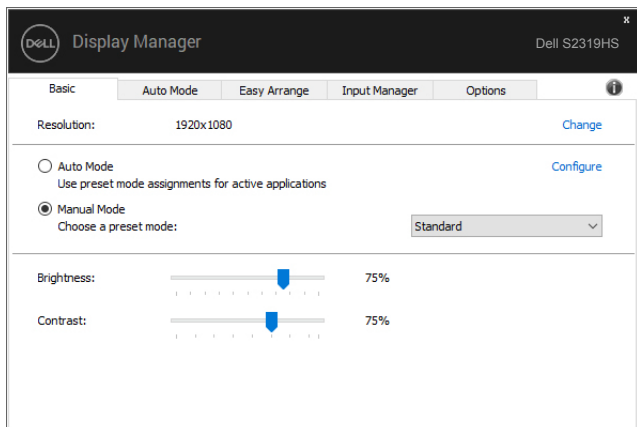 x
DELL Display Manager Dell S2319HS
Basic Auto Mode Easy Arrange Input Manager Options i
Resolution: 1920x1080 Change
Auto Mode Configure
Use preset mode assignments for active applications
Manual Mode
Choose a preset mode: Standard
Brightness: 75%
Contrast: 75%